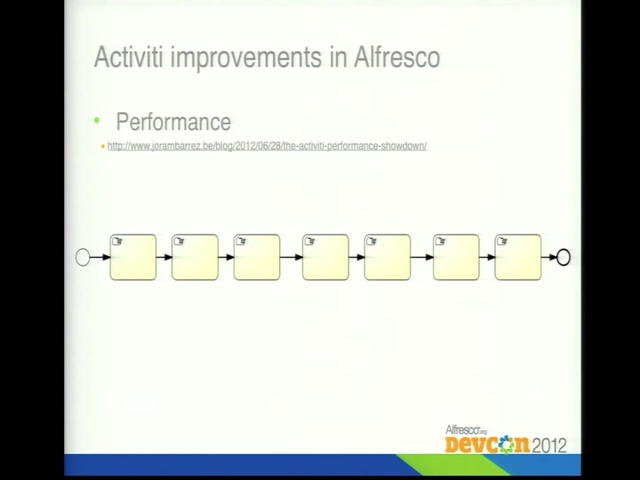 Activiti improvements in Alfresco
• Performance
• http://www.jorambarrez.be/blog/2012/06/28/the-activiti-performance-showdown/
Alfresco.org
DEVCON 2012